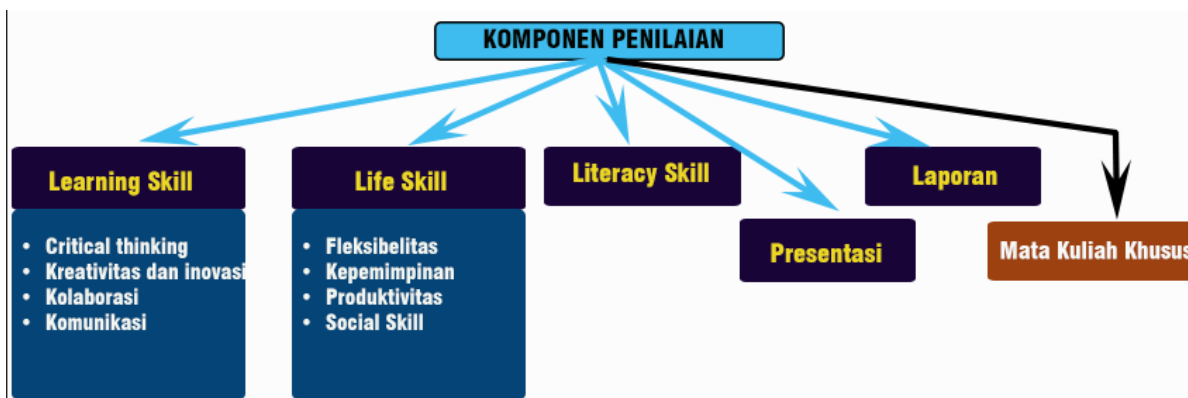 KOMPONEN PENILAIAN
Learning Skill
• Critical thinking
• Kreativitas dan inovasi
• Kolaborasi
• Komunikasi
Life Skill
• Fleksibelitas
• Kepemimpinan
• Produktivitas
• Social Skill
Literacy Skill
Presentasi
Laporan
Mata Kuliah Khusus